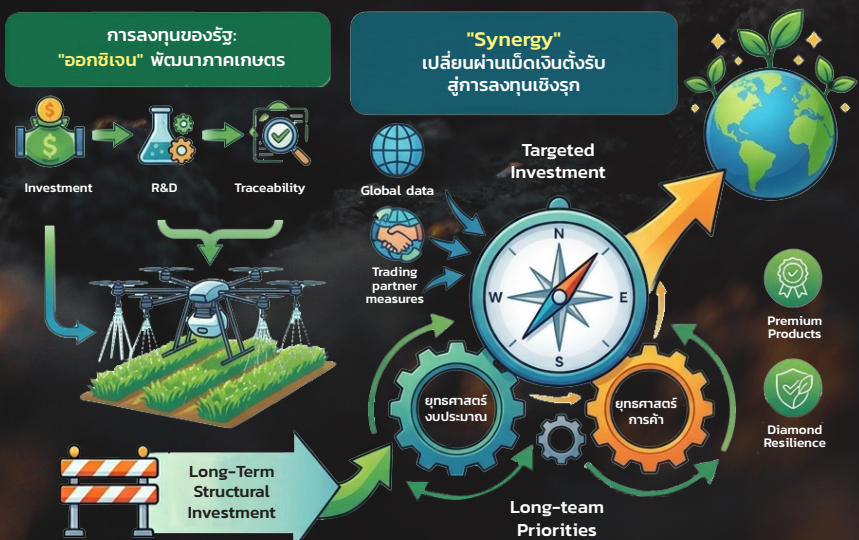 การลงทุนของรัฐ:
"ออกซิเจน" พัฒนาภาคเกษตร
"Synergy"
เปลี่ยนผ่านเม็ดเงินตั้งรับ
สู่การลงทุนเชิงรุก
Investment
R&D
Traceability
Global data
Trading
partner
measures
Targeted
Investment
N
W
E
S
Premium
Products
Diamond
Resilience
ยุทธศาสตร์
งบประมาณ
ยุทธศาสตร์
การค้า
Long-Term
Structural
Investment
Long-team
Priorities